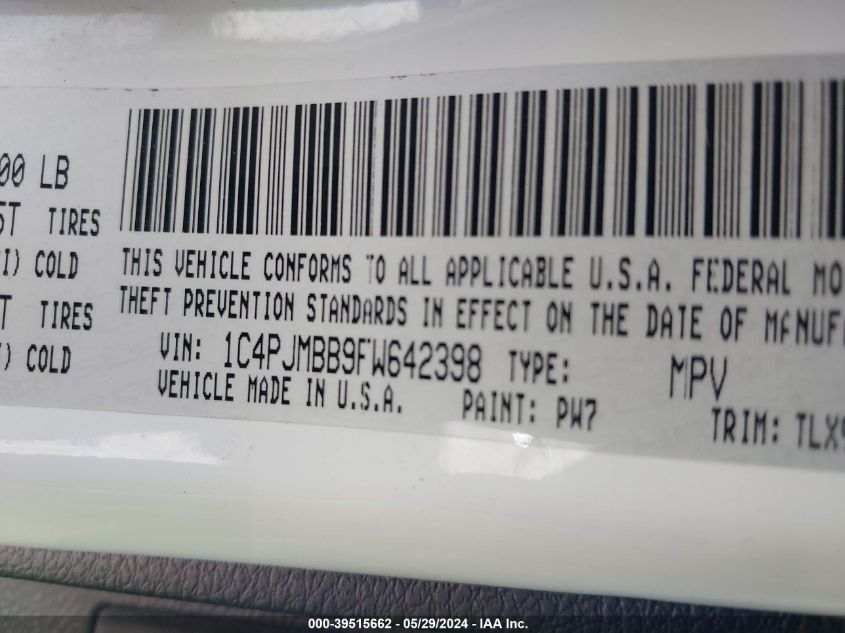 00 LB
ST TIRES
I) COLD
T TIRES
) COLD
THIS VEHICLE CONFORMS TO ALL APPLICABLE U.S.A. FEDERAL MO
THEFT PREVENTION STANDARDS IN EFFECT ON THE DATE OF MANUF
VIN: 1C4PJMBB9FW642398 TYPE: MPV
VEHICLE MADE IN U.S.A. PAINT: PW7 TRIM: TLX9
000-39515662 - 05/29/2024 - IAA Inc.